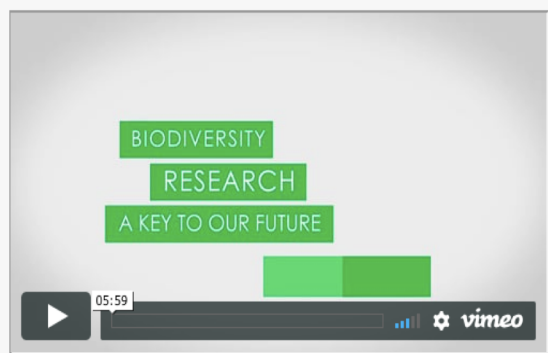 BIODIVERSITY
RESEARCH
A KEY TO OUR FUTURE
05:59
vimeo